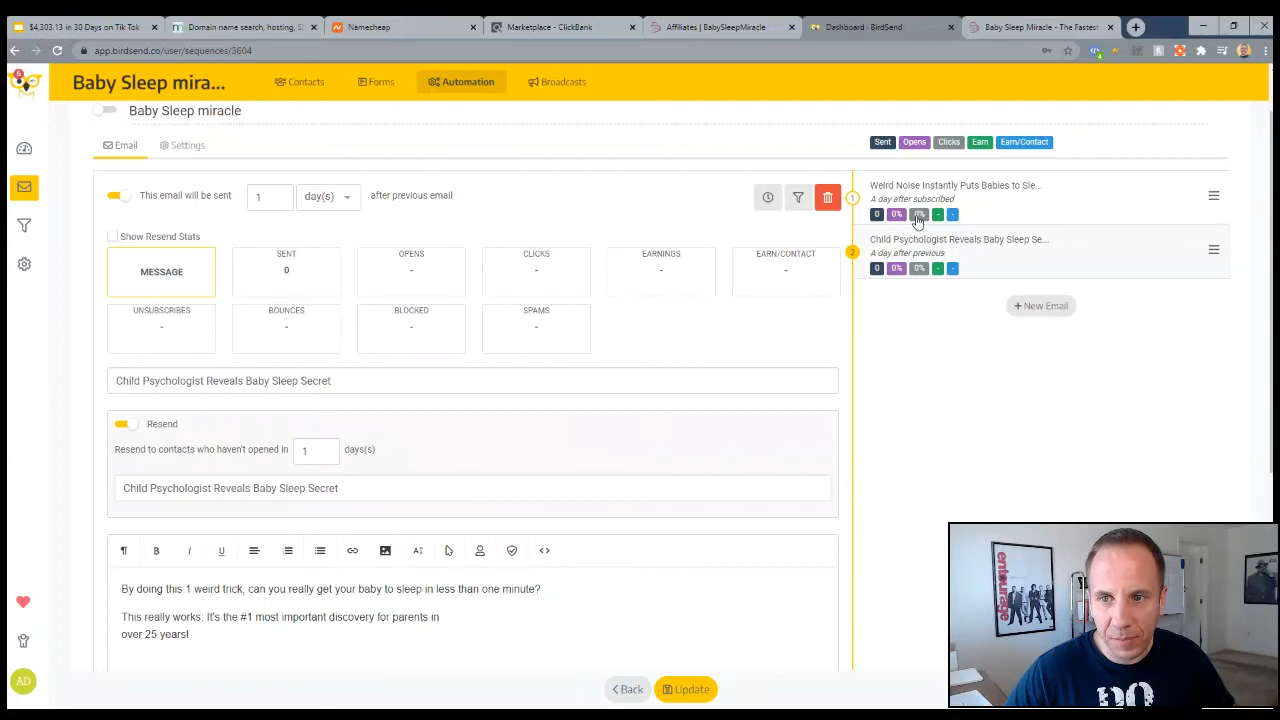 $4,303.13 in 30 Days on Tik Tok
Domain name search, hosting, S
Namecheap
Marketplace - ClickBank
Affiliates | BabySleepMiracle
Dashboard - BirdSend
Baby Sleep Miracle - The Fastest
app.birdsend.co/user/sequences/3604
5
Baby Sleep mira...
Contacts
Forms
Automation
Broadcasts
Baby Sleep miracle
Email
Settings
Sent
Opens
Clicks
Earn
Earn/Contact
This email will be sent
1
day(s)
after previous email
1
Weird Noise Instantly Puts Babies to Sle...
A day after subscribed
0
0%
0%
-
-
2
Child Psychologist Reveals Baby Sleep Se...
A day after previous
0
0%
0%
-
-
New Email
Show Resend Stats
MESSAGE
SENT
0
OPENS
-
CLICKS
-
EARNINGS
-
EARN/CONTACT
-
UNSUBSCRIBES
-
BOUNCES
-
BLOCKED
-
SPAMS
-
Child Psychologist Reveals Baby Sleep Secret
Resend
Resend to contacts who haven't opened in
1
days(s)
Child Psychologist Reveals Baby Sleep Secret
B
I
U
By doing this 1 weird trick, can you really get your baby to sleep in less than one minute?
This really works: It's the #1 most important discovery for parents in
over 25 years!
Back
Update
AD
entourage